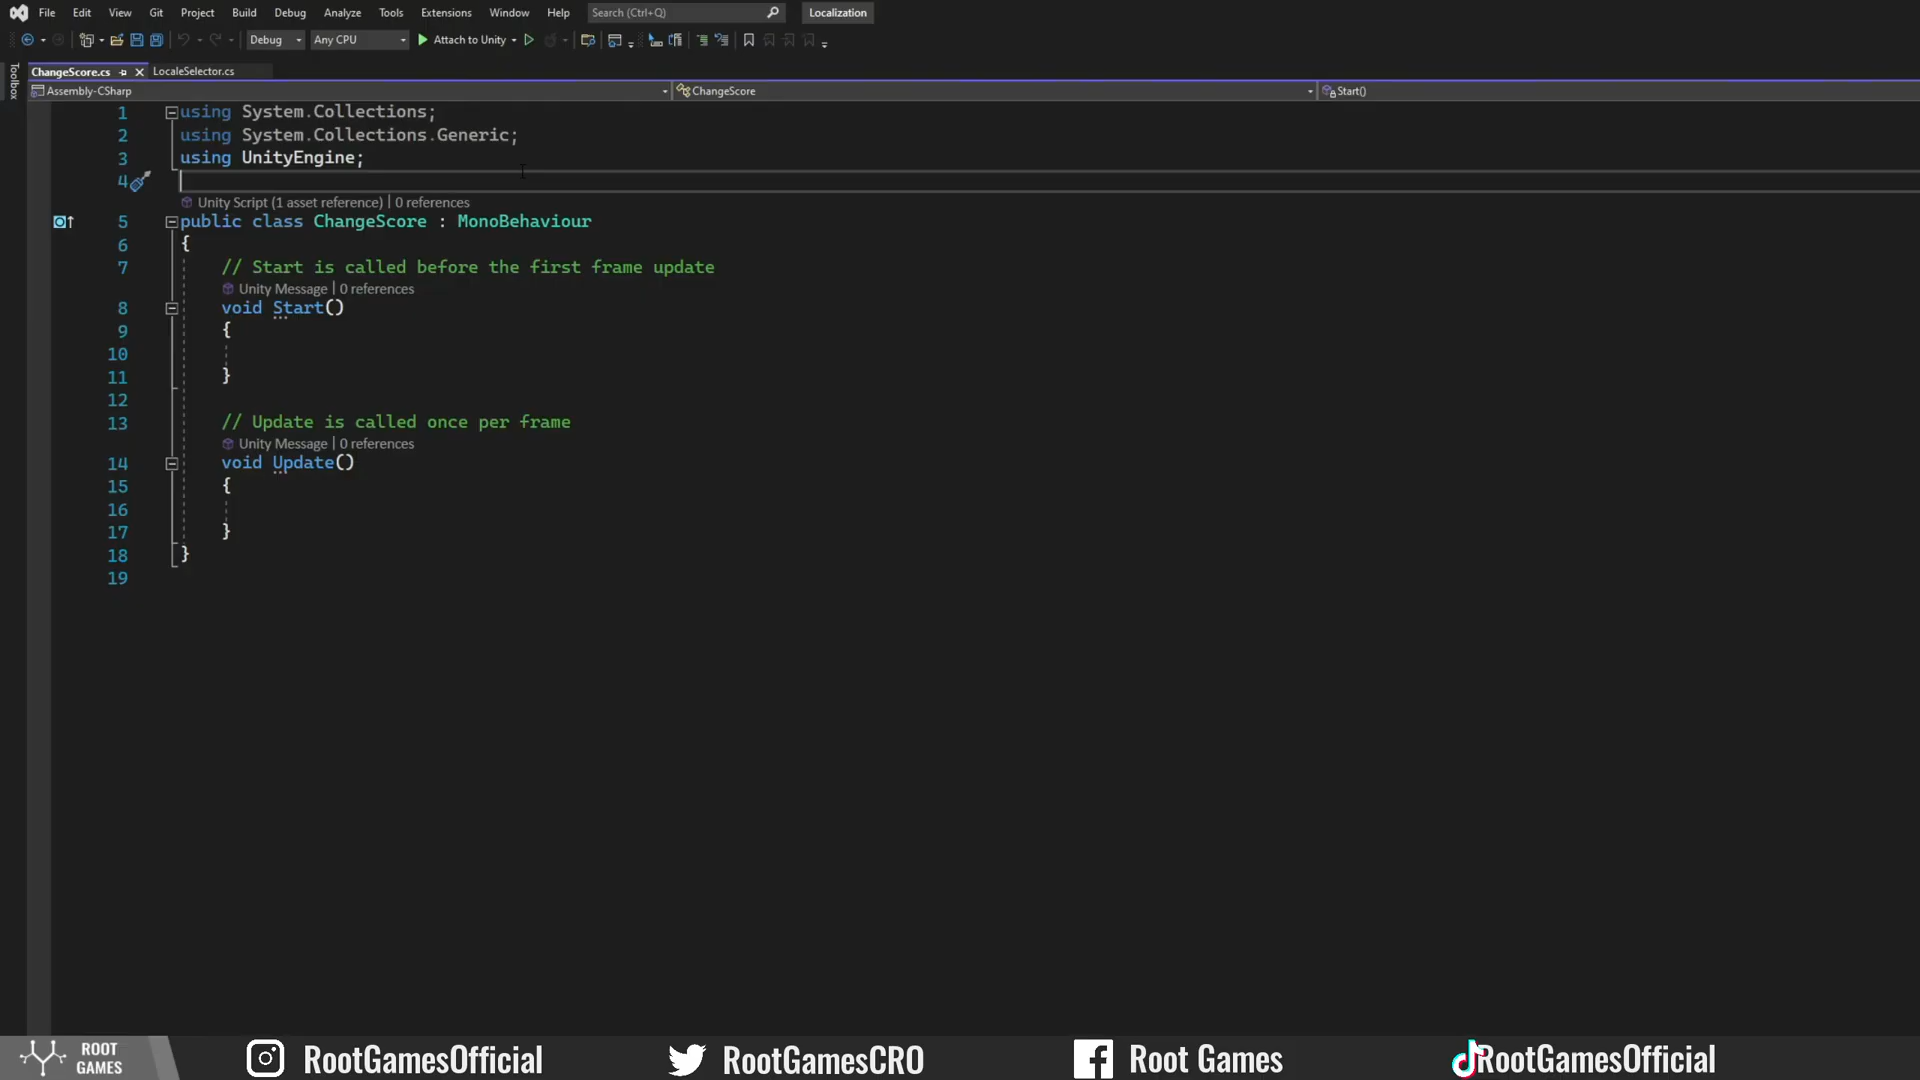 File Edit View Git Project Build Debug Analyze Tools Extensions Window Help Search (Ctrl+Q) Localization
Debug Any CPU Attach to Unity
Toolbox
ChangeScore.cs LocaleSelector.cs
Assembly-CSharp ChangeScore Start()
1 using System.Collections;
2 using System.Collections.Generic;
3 using UnityEngine;
4
Unity Script (1 asset reference) | 0 references
5 public class ChangeScore : MonoBehaviour
6 {
7 // Start is called before the first frame update
Unity Message | 0 references
8 void Start()
9 {
10
11 }
12
13 // Update is called once per frame
Unity Message | 0 references
14 void Update()
15 {
16
17 }
18 }
19
ROOT GAMES
RootGamesOfficial RootGamesCRO Root Games RootGamesOfficial